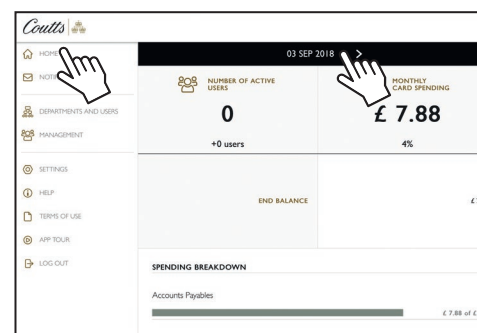 Coutts
HOME
DEPARTMENTS AND USERS
MANAGEMENT
SETTINGS
HELP
TERMS OF USE
APP TOUR
LOG OUT
03 SEP 2018 >
NUMBER OF ACTIVE
USERS
0
+0 users
MONTHLY
CARD SPENDING
£ 7.88
4%
END BALANCE
SPENDING BREAKDOWN
Accounts Payables
£ 7.88 of £